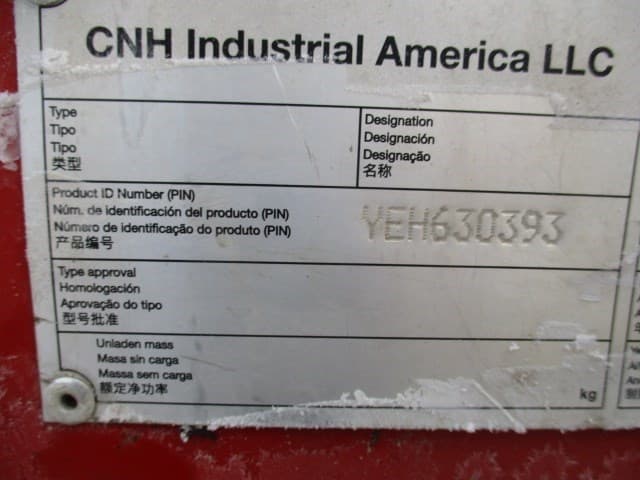 CNH Industrial America LLC
Type
Tipo
Tipo
类型
Designation
Designación
Designação
名称
Product ID Number (PIN)
Núm. de identificación del producto (PIN)
Número de identificação do produto (PIN)
产品编号
YEH630393
Type approval
Homologación
Aprovação do tipo
型号批准
Unladen mass
Masa sin carga
Massa sem carga
额定净功率
kg